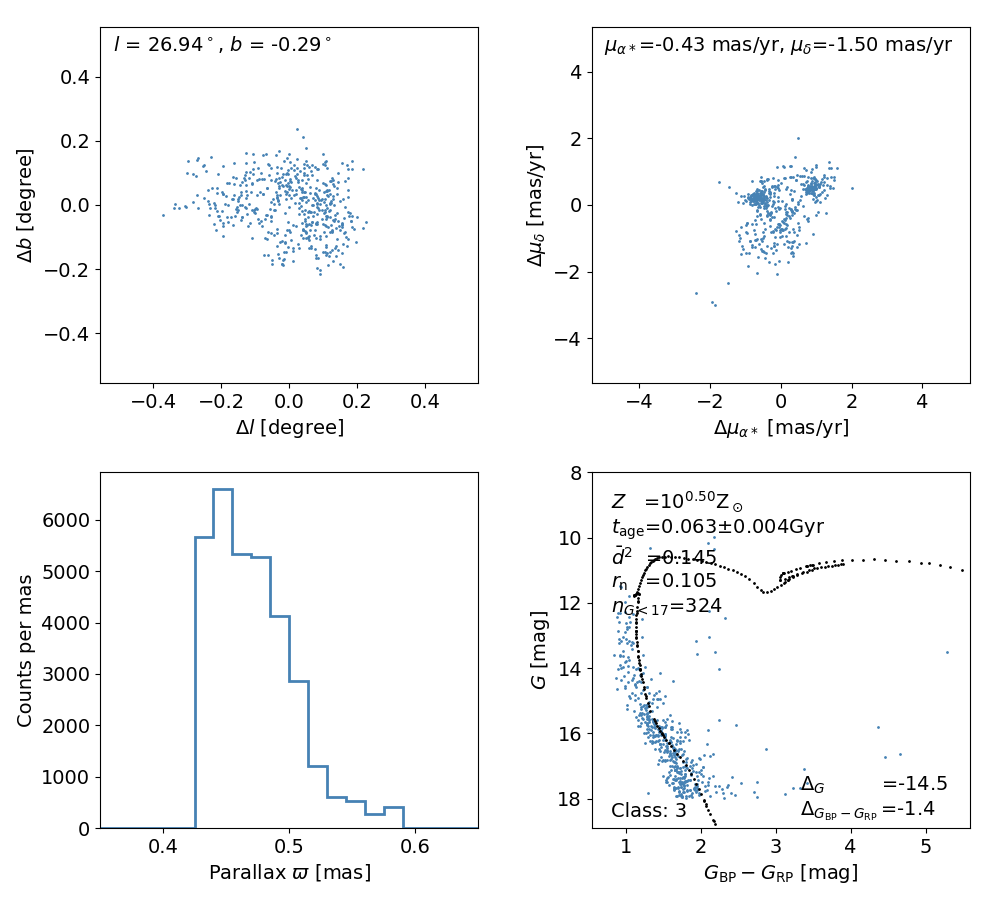 l = 26.94°, b = -0.29°
0.4
0.2
0.0
−0.2
−0.4
Δb [degree]
−0.4 −0.2 0.0 0.2 0.4
Δl [degree]
μα*=-0.43 mas/yr, μδ=-1.50 mas/yr
4
2
0
−2
−4
Δμδ [mas/yr]
−4 −2 0 2 4
Δμα* [mas/yr]
6000
5000
4000
3000
2000
1000
0
Counts per mas
0.4 0.5 0.6
Parallax ϖ [mas]
8
10
12
14
16
18
G [mag]
Z =10^0.50 Z⊙
t_age=0.063±0.004Gyr
d̄² =0.145
r_n =0.105
n_G<17=324
Δ_G =-14.5
Class: 3 Δ_GBP−GRP=-1.4
1 2 3 4 5
G_BP − G_RP [mag]